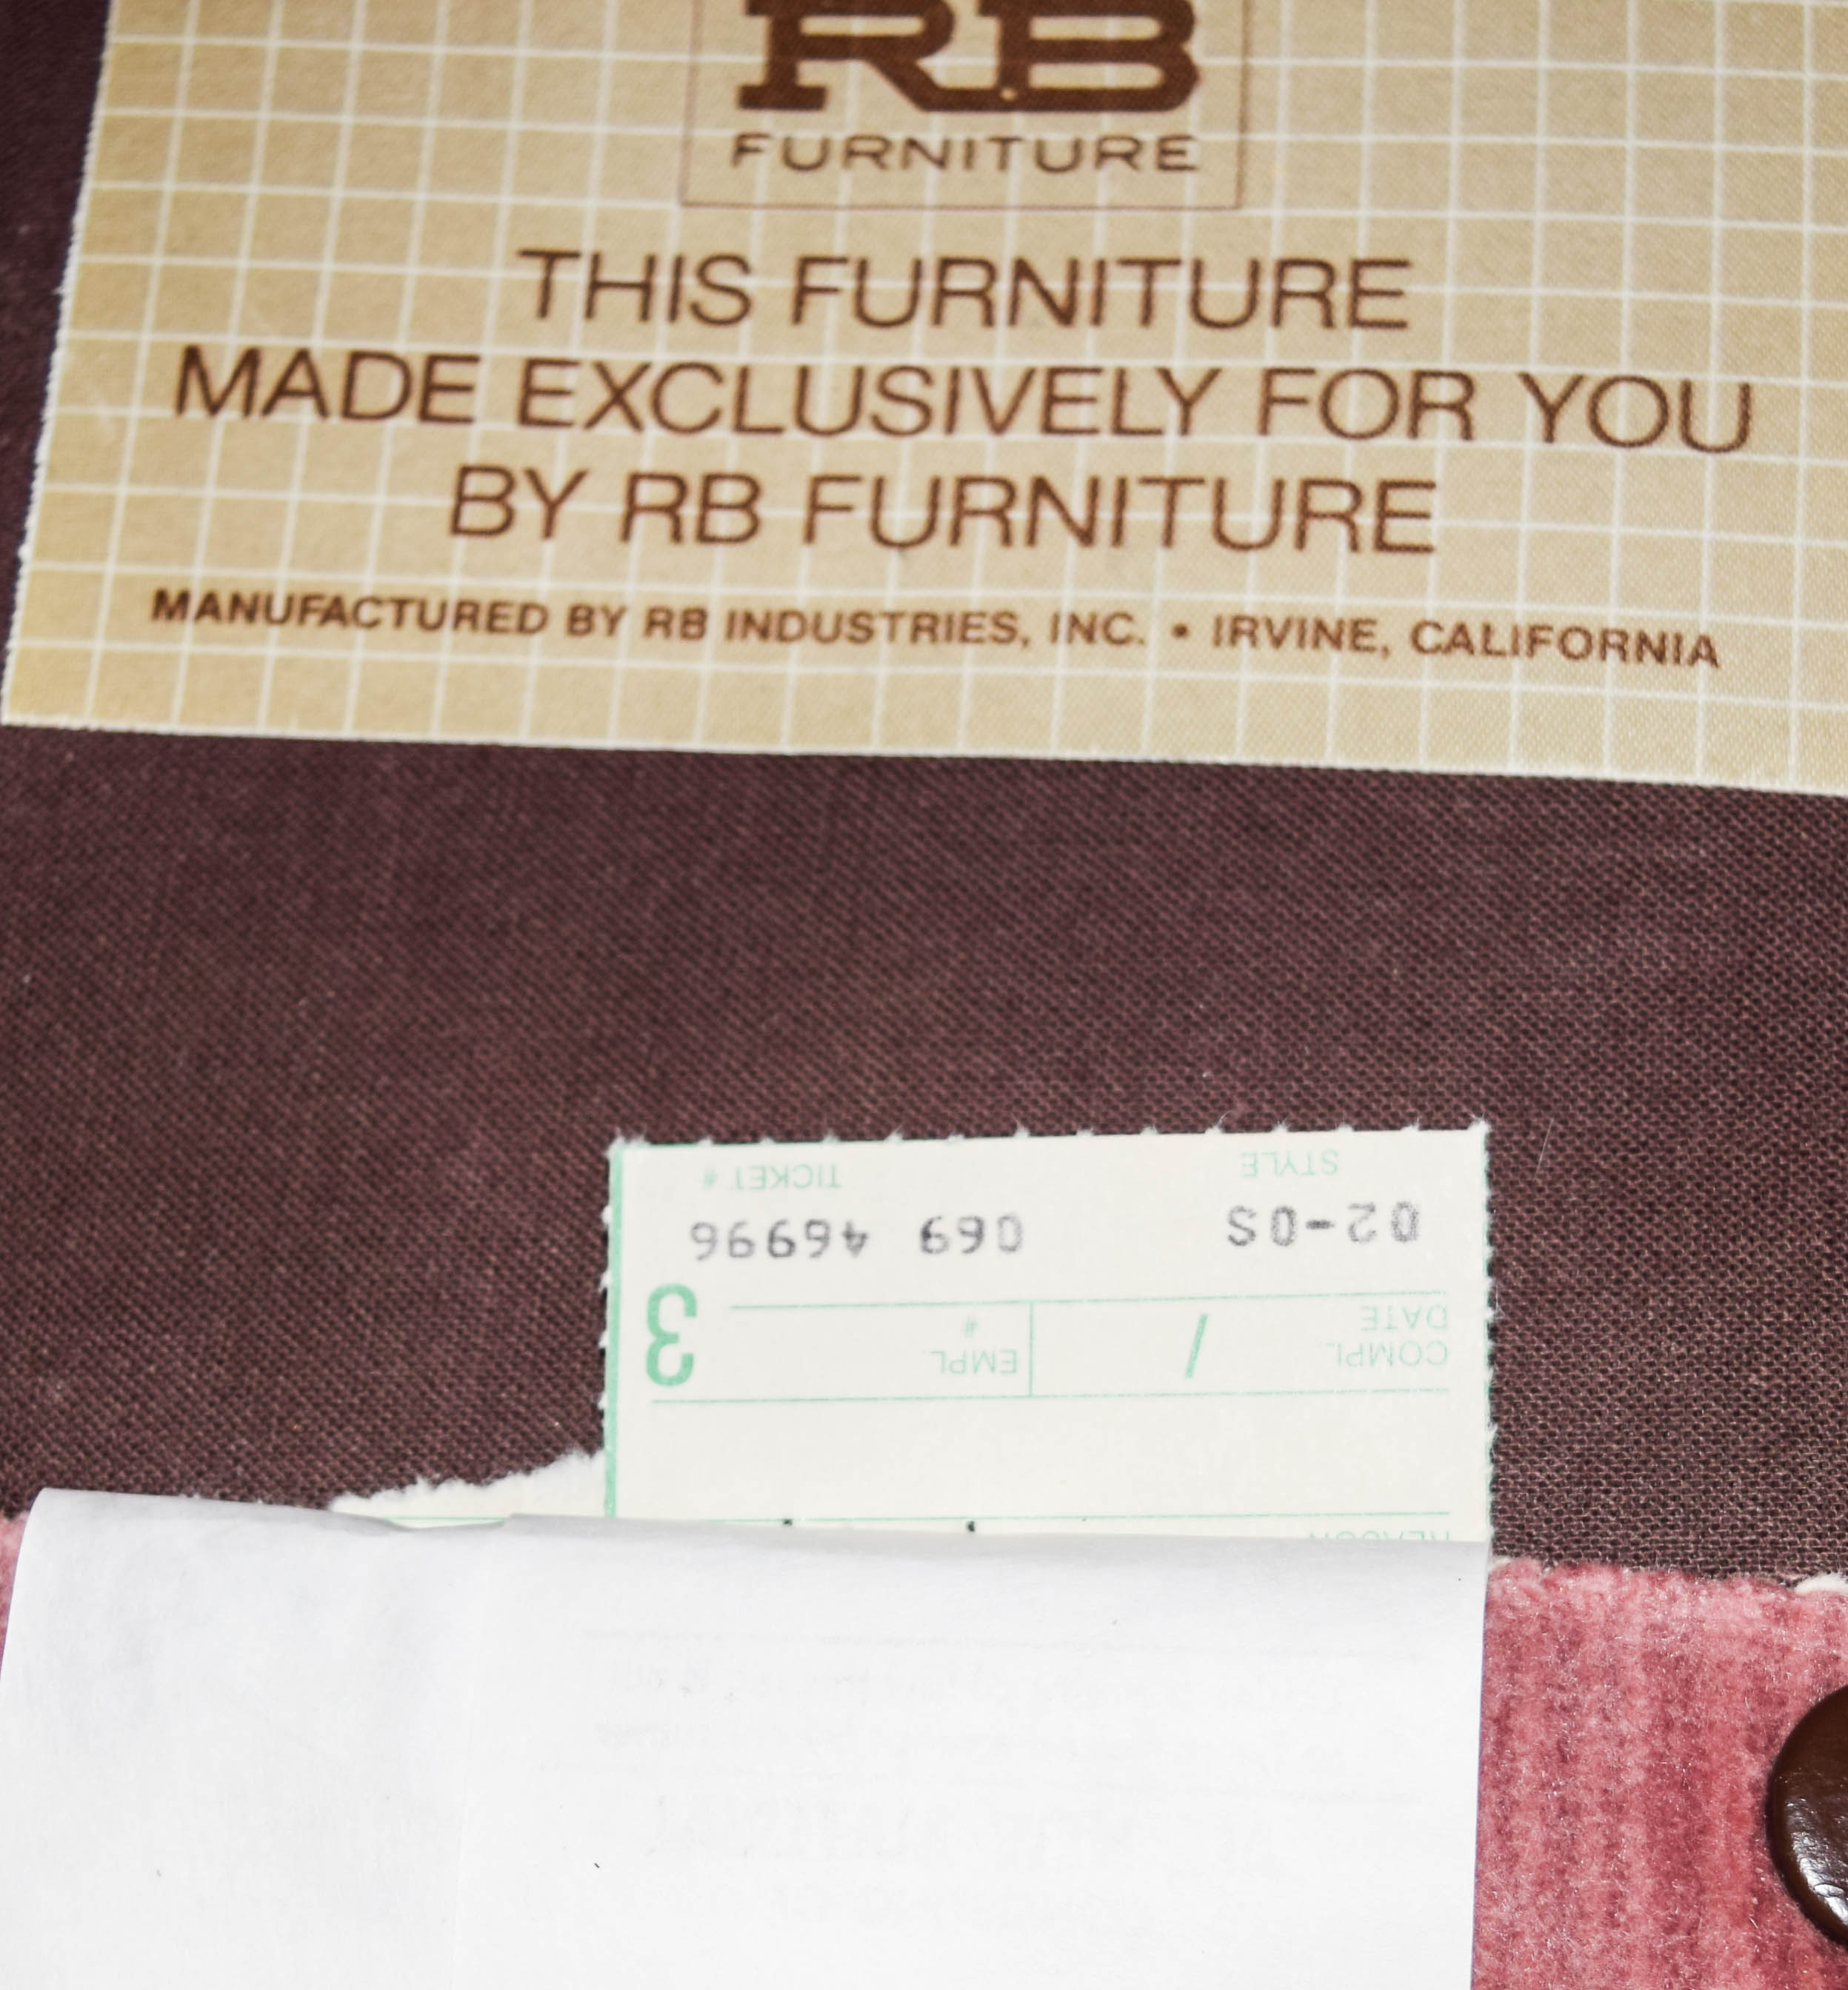 RB
FURNITURE
THIS FURNITURE
MADE EXCLUSIVELY FOR YOU
BY RB FURNITURE
MANUFACTURED BY RB INDUSTRIES, INC. • IRVINE, CALIFORNIA
COMPL. / EMPL. 3
DATE #
02-0S 069 46996
STYLE TICKET #